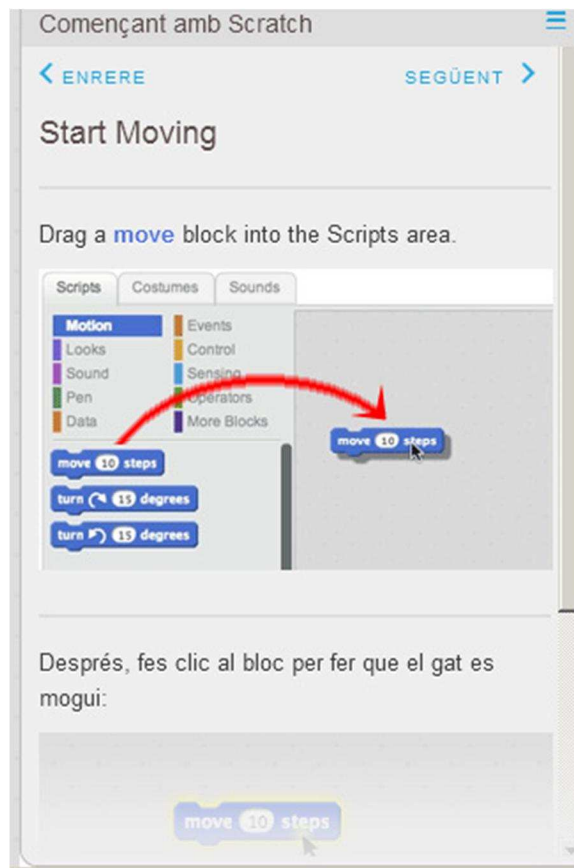 Començant amb Scratch
ENRERE
SEGÜENT
Start Moving
Drag a move block into the Scripts area.
Scripts Costumes Sounds
Motion Events
Looks Control
Sound Sensing
Pen Operators
Data More Blocks
move 10 steps
turn 15 degrees
turn 15 degrees
move 10 steps
Després, fes clic al bloc per fer que el gat es
mogui:
move 10 steps